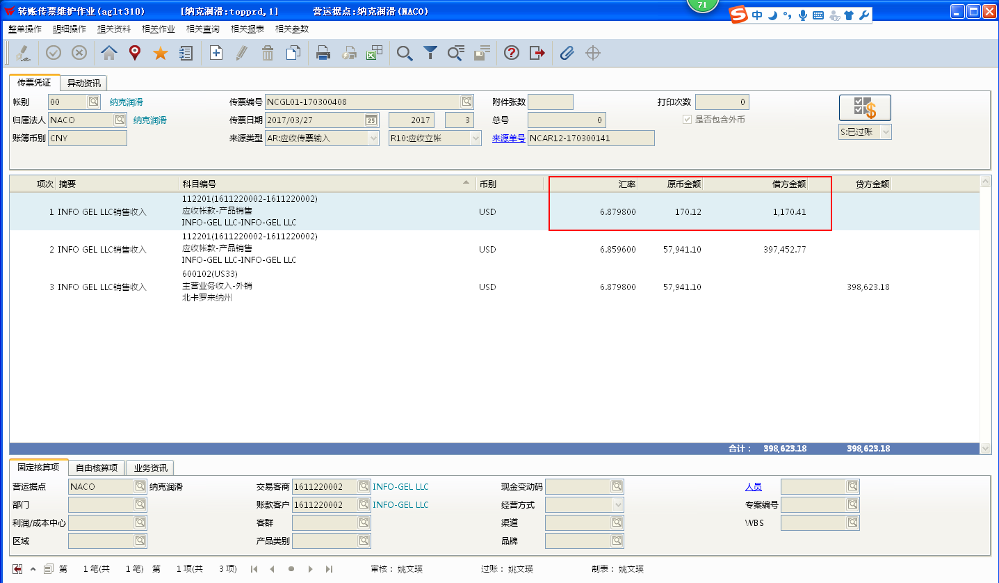 转账传票维护作业(aglt310) [纳克润滑:topprd,1] 营运据点:纳克润滑(NACO)
71
中
整单操作 明细操作 相关资料 相关作业 相关查询 相关报表 相关参数
传票凭证 异动资讯
帐别 00 纳克润滑 传票编号 NCGL01-170300408 附件张数 打印次数 0
归属法人 NACO 纳克润滑 传票日期 2017/03/27 25 2017 3 总号 0 是否包含外币
账簿币别 CNY 来源类型 AR:应收传票输入 R10:应收立帐 来源单号 NCAR12-170300141 S:已过账
项次 摘要 科目编号 币别 汇率 原币金额 借方金额 贷方金额
112201(1611220002-1611220002)
1 INFO GEL LLC销售收入 应收帐款-产品销售 USD 6.879800 170.12 1,170.41
INFO-GEL LLC-INFO-GEL LLC
112201(1611220002-1611220002)
2 INFO GEL LLC销售收入 应收帐款-产品销售 USD 6.859600 57,941.10 397,452.77
INFO-GEL LLC-INFO-GEL LLC
600102(US33)
3 INFO GEL LLC销售收入 主营业务收入-外销 USD 6.879800 57,941.10 398,623.18
北卡罗来纳州
合计： 398,623.18 398,623.18
固定核算项 自由核算项 业务资讯
营运据点 NACO 纳克润滑 交易客商 1611220002 INFO-GEL LLC 现金变动码 人员
部门 账款客户 1611220002 INFO-GEL LLC 经营方式 专案编号
利润/成本中心 客群 渠道 WBS
区域 产品类别 品牌
第 1笔(共 1笔) 第 1项(共 3项) 审核： 姚文瑛 过账： 姚文瑛 制表： 姚文瑛